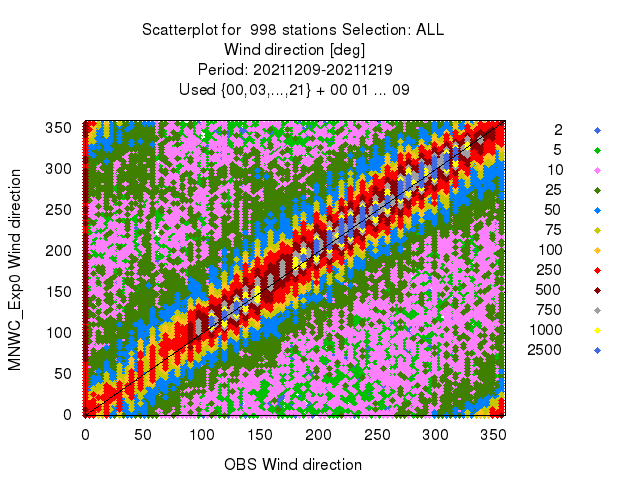 Scatterplot for 998 stations Selection: ALL
Wind direction [deg]
Period: 20211209-20211219
Used {00,03,...,21} + 00 01 ... 09
MNWC_Exp0 Wind direction
350
300
250
200
150
100
50
0
0 50 100 150 200 250 300 350
OBS Wind direction
2
5
10
25
50
75
100
250
500
750
1000
2500